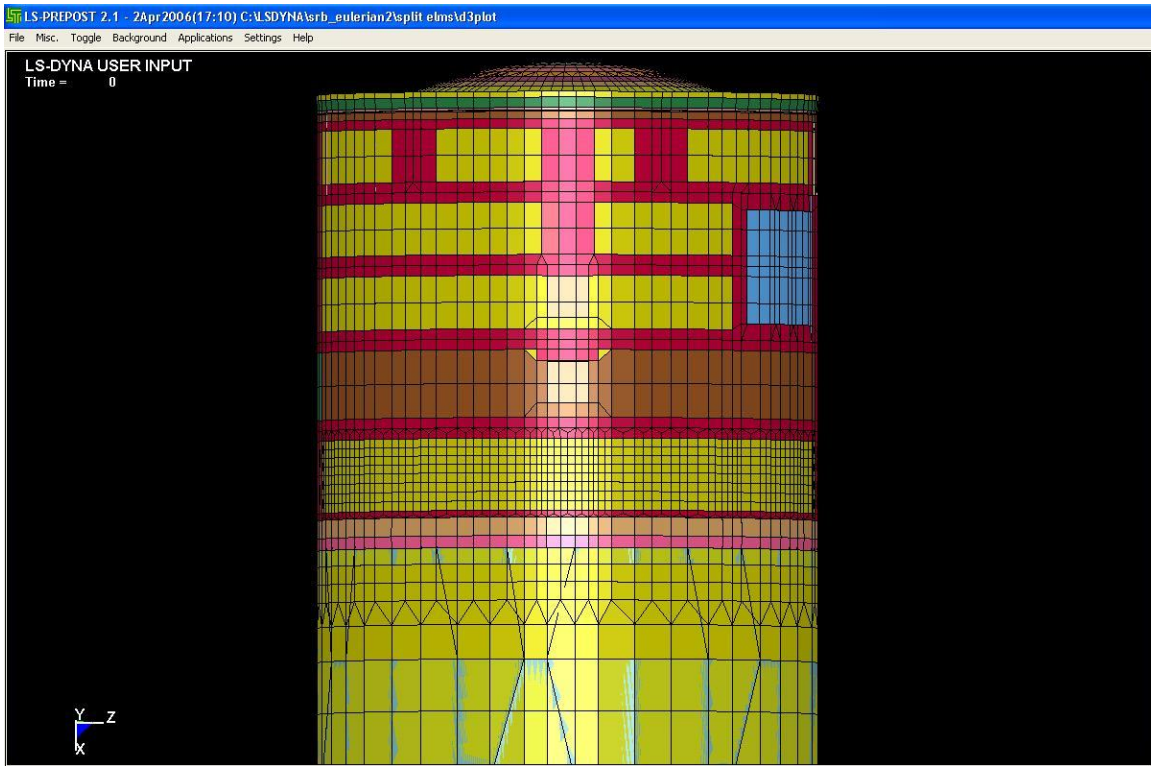 LS-PREPOST 2.1 - 2Apr2006(17:10) C:\LSDYNA\srb_eulerian2\split elms\d3plot
File Misc. Toggle Background Applications Settings Help
LS-DYNA USER INPUT
Time = 0
Y Z
X